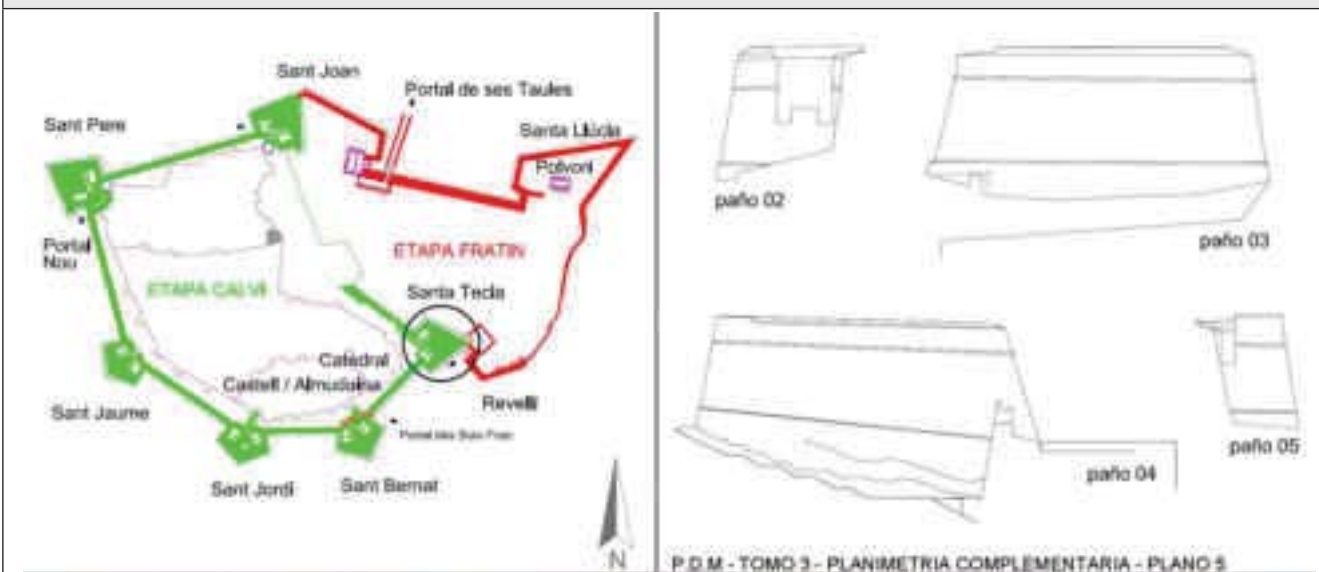 Sant Joan
Portal de ses Taules
Sant Pere
Santa Llúcia
Polvorí
Portal
Nou
ETAPA FRATIN
ETAPA CALVI
Santa Tecla
Catedral
Castell / Almudaina
Revellí
Sant Jaume
Sant Jordi
Sant Bernat
N
paño 02
paño 03
paño 04
paño 05
P.D.M - TOMO 3 - PLANIMETRIA COMPLEMENTARIA - PLANO 5